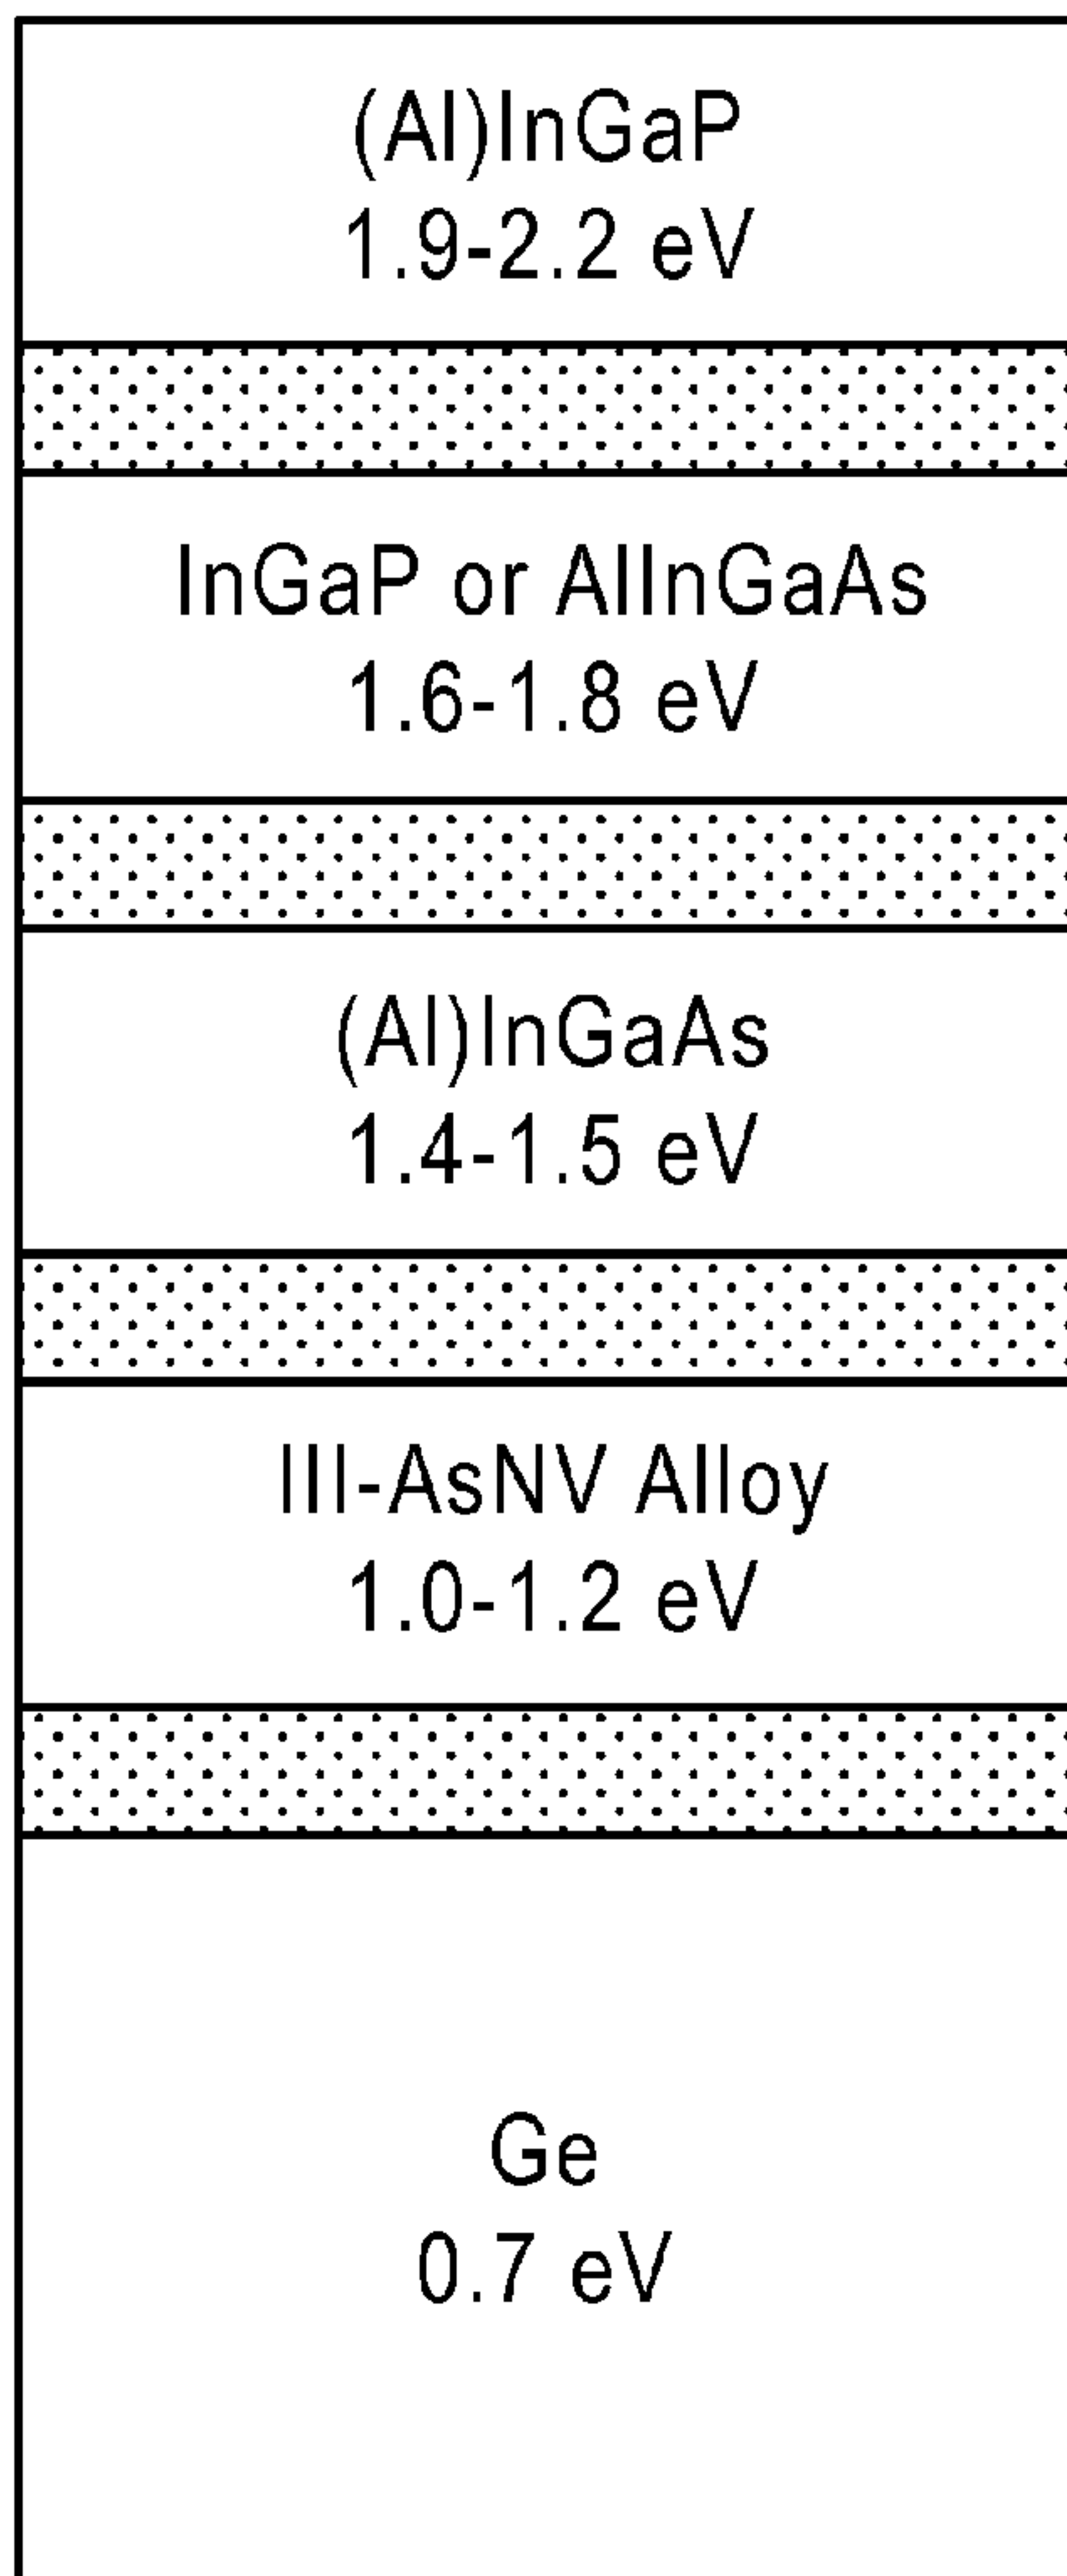 (Al)InGaP
1.9-2.2 eV
InGaP or AlInGaAs
1.6-1.8 eV
(Al)InGaAs
1.4-1.5 eV
III-AsNV Alloy
1.0-1.2 eV
Ge
0.7 eV